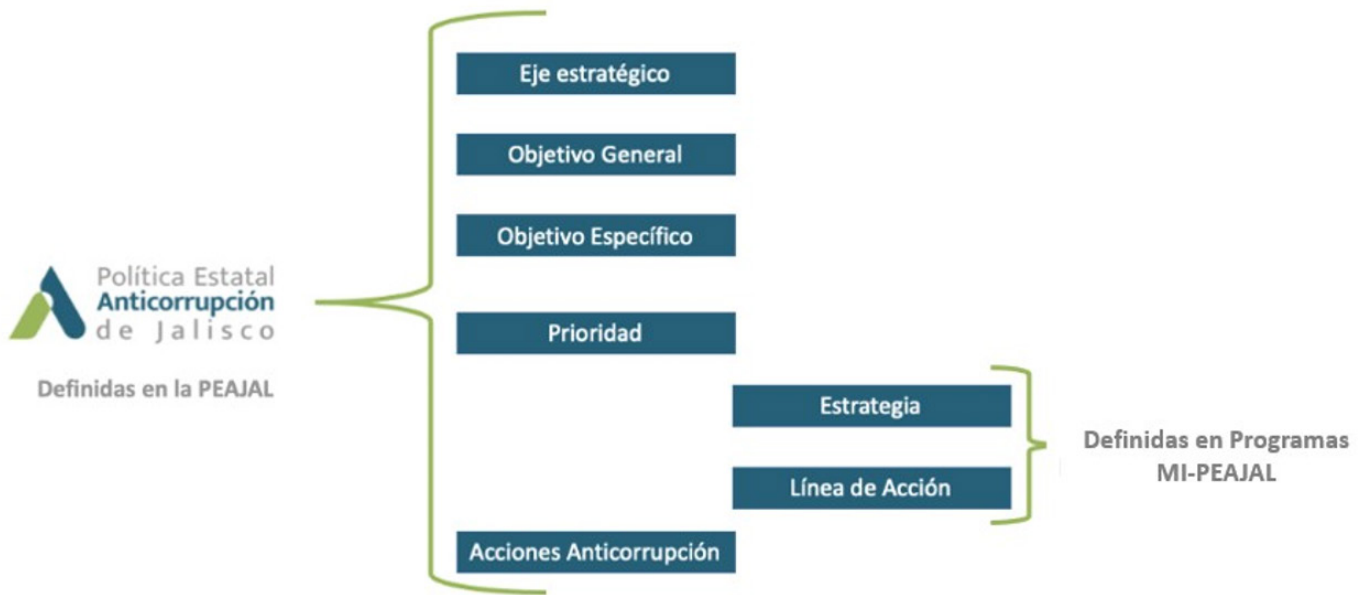 Eje estratégico
Objetivo General
Objetivo Específico
Política Estatal
Anticorrupción
de Jalisco
Definidas en la PEAJAL
Prioridad
Estrategia
Línea de Acción
Definidas en Programas
MI-PEAJAL
Acciones Anticorrupción